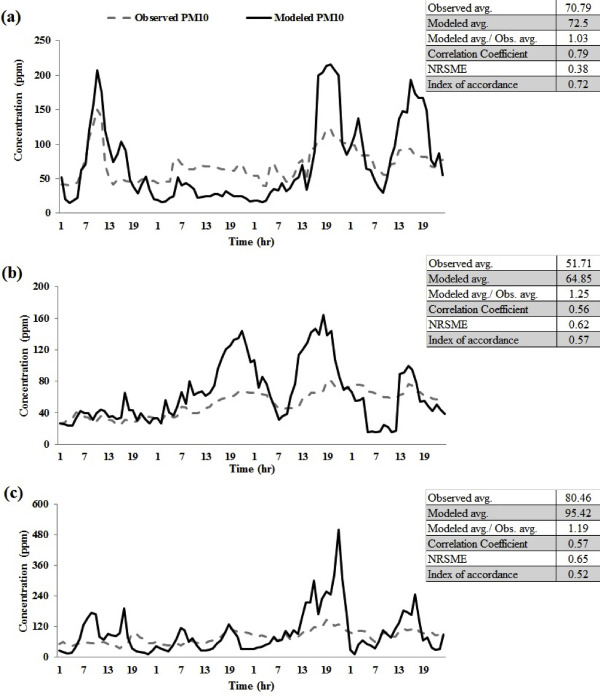 (a)
Observed PM10 Modeled PM10
Observed avg. 70.79
Modeled avg. 72.5
Modeled avg./ Obs. avg. 1.03
Correlation Coefficient 0.79
NRSME 0.38
Index of accordance 0.72
Concentration (ppm)
250
200
150
100
50
0
1 7 13 19 1 7 13 19 1 7 13 19 1 7 13 19
Time (hr)
(b)
Observed avg. 51.71
Modeled avg. 64.85
Modeled avg./ Obs. avg. 1.25
Correlation Coefficient 0.56
NRSME 0.62
Index of accordance 0.57
Concentration (ppm)
200
160
120
80
40
0
1 7 13 19 1 7 13 19 1 7 13 19 1 7 13 19
Time (hr)
(c)
Observed avg. 80.46
Modeled avg. 95.42
Modeled avg./ Obs. avg. 1.19
Correlation Coefficient 0.57
NRSME 0.65
Index of accordance 0.52
Concentration (ppm)
600
480
360
240
120
0
1 7 13 19 1 7 13 19 1 7 13 19 1 7 13 19
Time (hr)